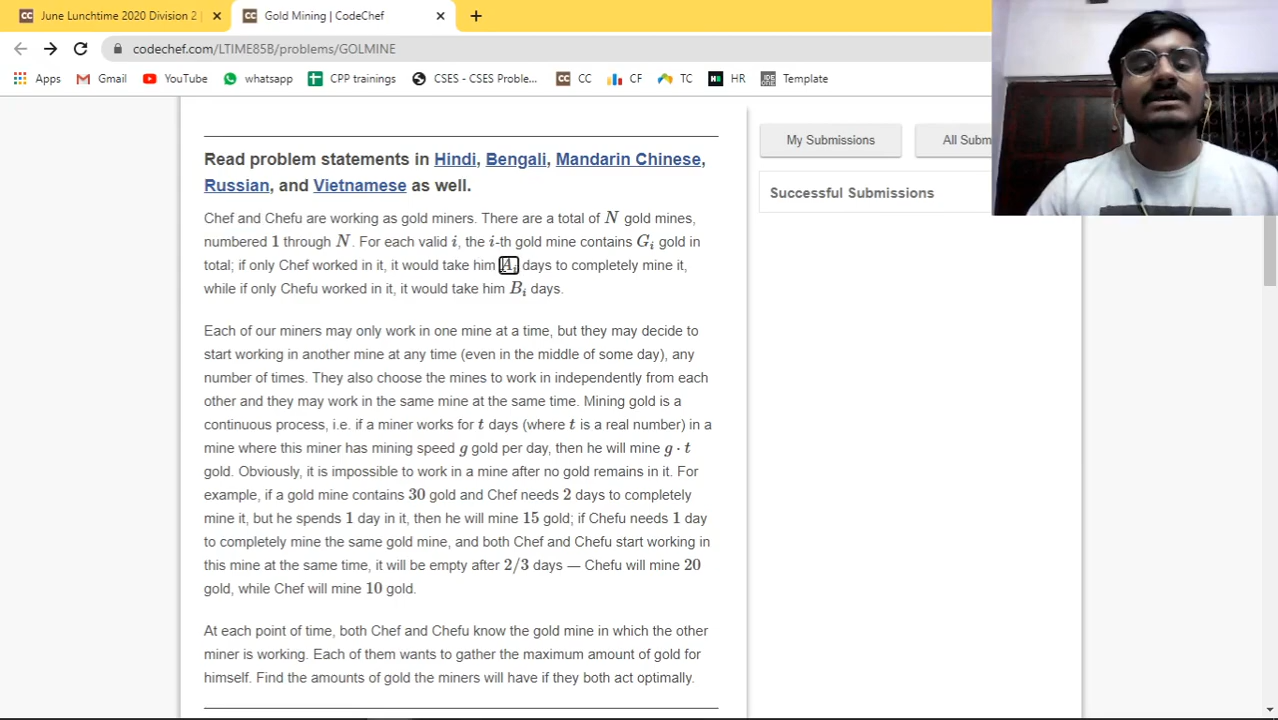 June Lunchtime 2020 Division 2
Gold Mining | CodeChef
codechef.com/LTIME85B/problems/GOLMINE
Apps Gmail YouTube whatsapp CPP trainings CSES - CSES Proble... CC CF TC HR Template
Read problem statements in Hindi, Bengali, Mandarin Chinese,
Russian, and Vietnamese as well.
Chef and Chefu are working as gold miners. There are a total of N gold mines,
numbered 1 through N. For each valid i, the i-th gold mine contains Gi gold in
total; if only Chef worked in it, it would take him Ai days to completely mine it,
while if only Chefu worked in it, it would take him Bi days.
Each of our miners may only work in one mine at a time, but they may decide to
start working in another mine at any time (even in the middle of some day), any
number of times. They also choose the mines to work in independently from each
other and they may work in the same mine at the same time. Mining gold is a
continuous process, i.e. if a miner works for t days (where t is a real number) in a
mine where this miner has mining speed g gold per day, then he will mine g · t
gold. Obviously, it is impossible to work in a mine after no gold remains in it. For
example, if a gold mine contains 30 gold and Chef needs 2 days to completely
mine it, but he spends 1 day in it, then he will mine 15 gold; if Chefu needs 1 day
to completely mine the same gold mine, and both Chef and Chefu start working in
this mine at the same time, it will be empty after 2/3 days — Chefu will mine 20
gold, while Chef will mine 10 gold.
At each point of time, both Chef and Chefu know the gold mine in which the other
miner is working. Each of them wants to gather the maximum amount of gold for
himself. Find the amounts of gold the miners will have if they both act optimally.
My Submissions
All Subm
Successful Submissions